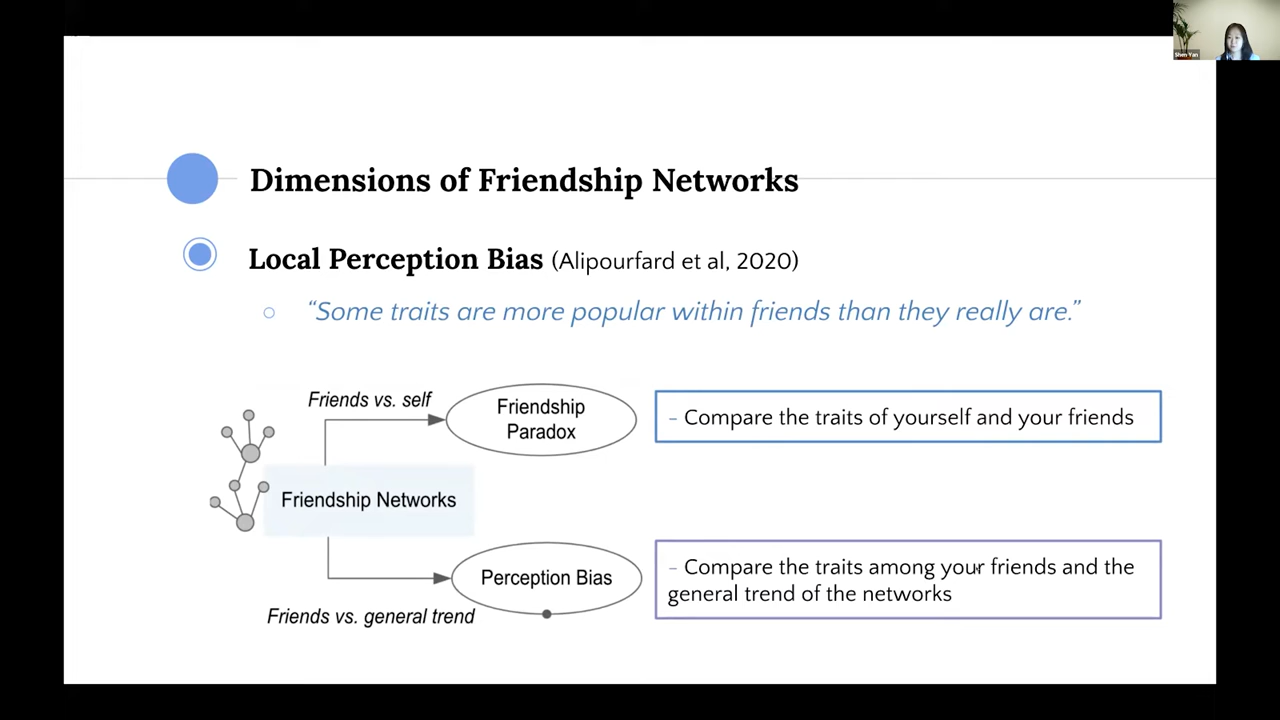 Shen Yan
Dimensions of Friendship Networks
Local Perception Bias (Alipourfard et al, 2020)
“Some traits are more popular within friends than they really are.”
Friends vs. self
Friendship
Paradox
- Compare the traits of yourself and your friends
Friendship Networks
Perception Bias
- Compare the traits among your friends and the
general trend of the networks
Friends vs. general trend